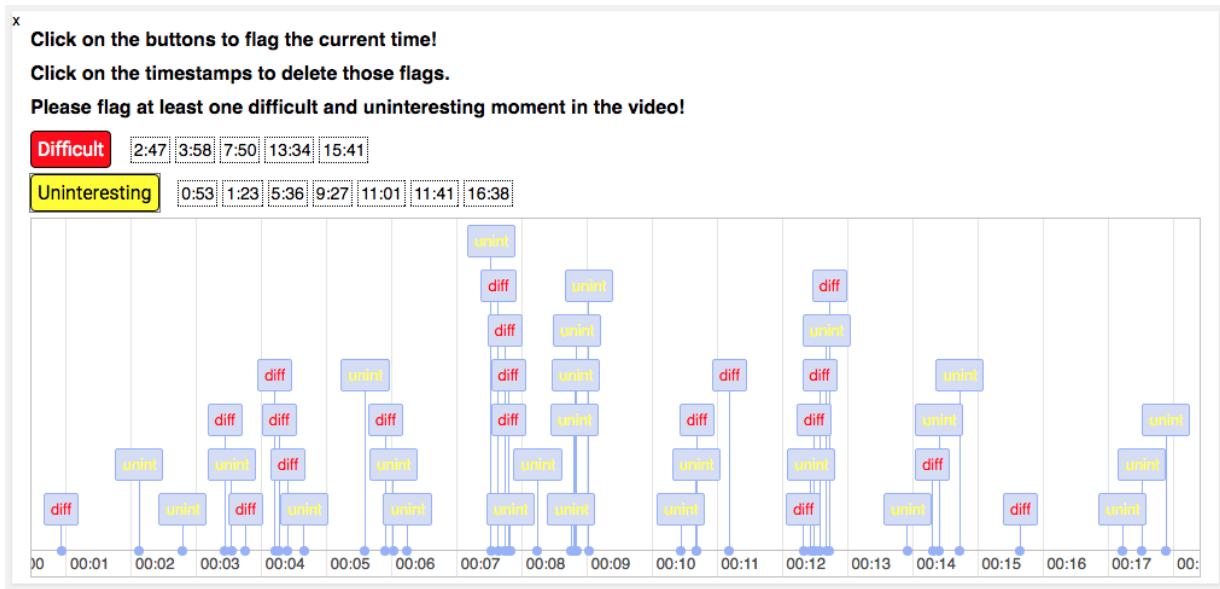 x
Click on the buttons to flag the current time!
Click on the timestamps to delete those flags.
Please flag at least one difficult and uninteresting moment in the video!
Difficult 2:47 3:58 7:50 13:34 15:41
Uninteresting 0:53 1:23 5:36 9:27 11:01 11:41 16:38
unint
diff unint diff
diff unint unint
diff unint diff unint diff diff unint
diff diff diff diff unint diff diff unint unint
unint unint diff unint unint unint unint unint diff unint
diff unint diff unint unint unint unint unint diff unint diff unint
00 00:01 00:02 00:03 00:04 00:05 00:06 00:07 00:08 00:09 00:10 00:11 00:12 00:13 00:14 00:15 00:16 00:17 00: